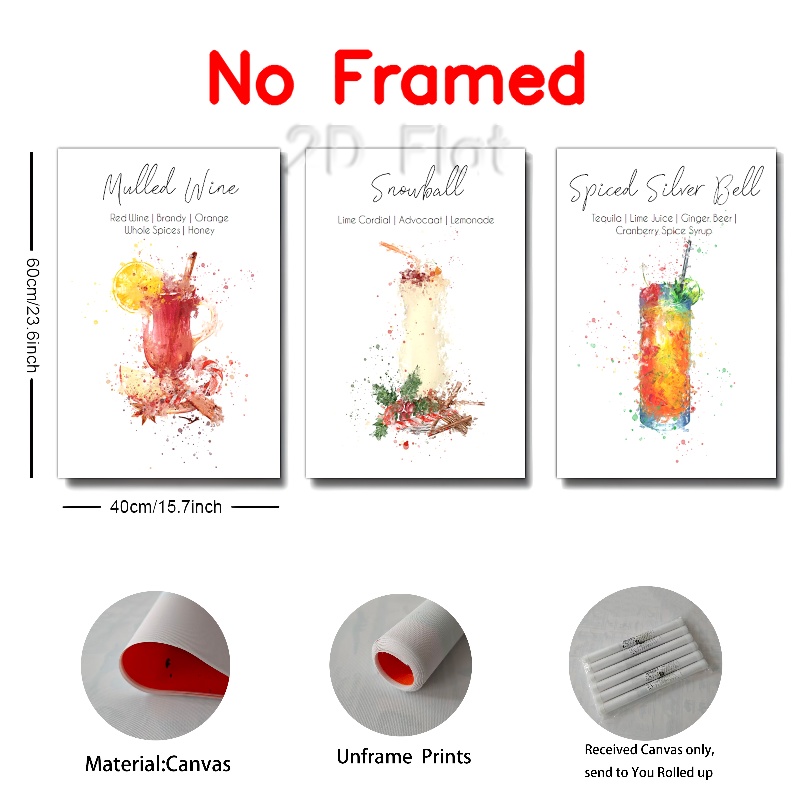 No Framed
2D Flat
Mulled Wine
Red Wine | Brandy | Orange
Whole Spices | Honey
Snowball
Lime Cordial | Advocaat | Lemonade
Spiced Silver Bell
Tequila | Lime Juice | Ginger Beer |
Cranberry Spice Syrup
60cm/23.6inch
40cm/15.7inch
Material:Canvas
Unframe Prints
Received Canvas only,
send to You Rolled up